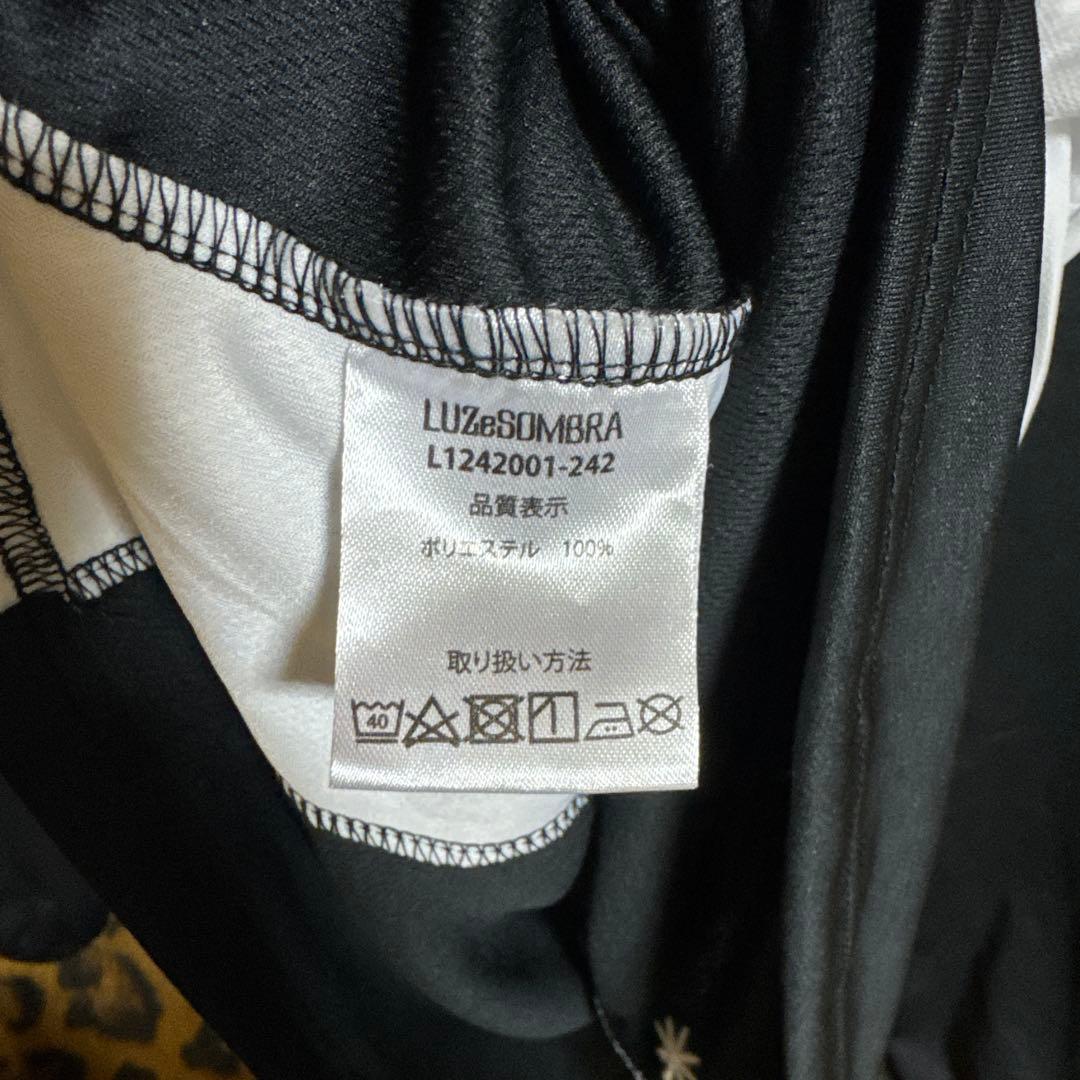 LUZeSOMBRA
L1242001-242
品質表示
ポリエステル 100%
取り扱い方法
40